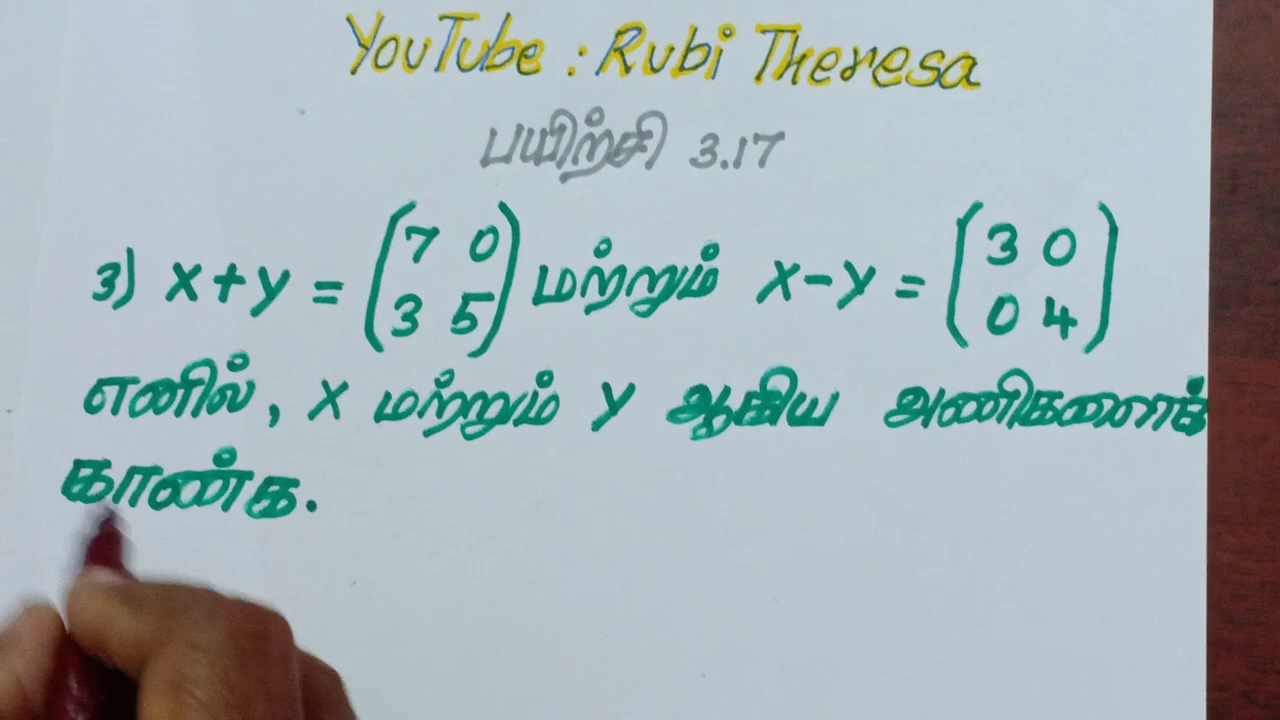 YouTube : Rubi Theresa
பயிற்சி 3.17
3) X+Y = (7 0 3 5) மற்றும் X-Y = (3 0 0 4)
எனில், X மற்றும் Y ஆகிய அணிகளைக்
காண்க.